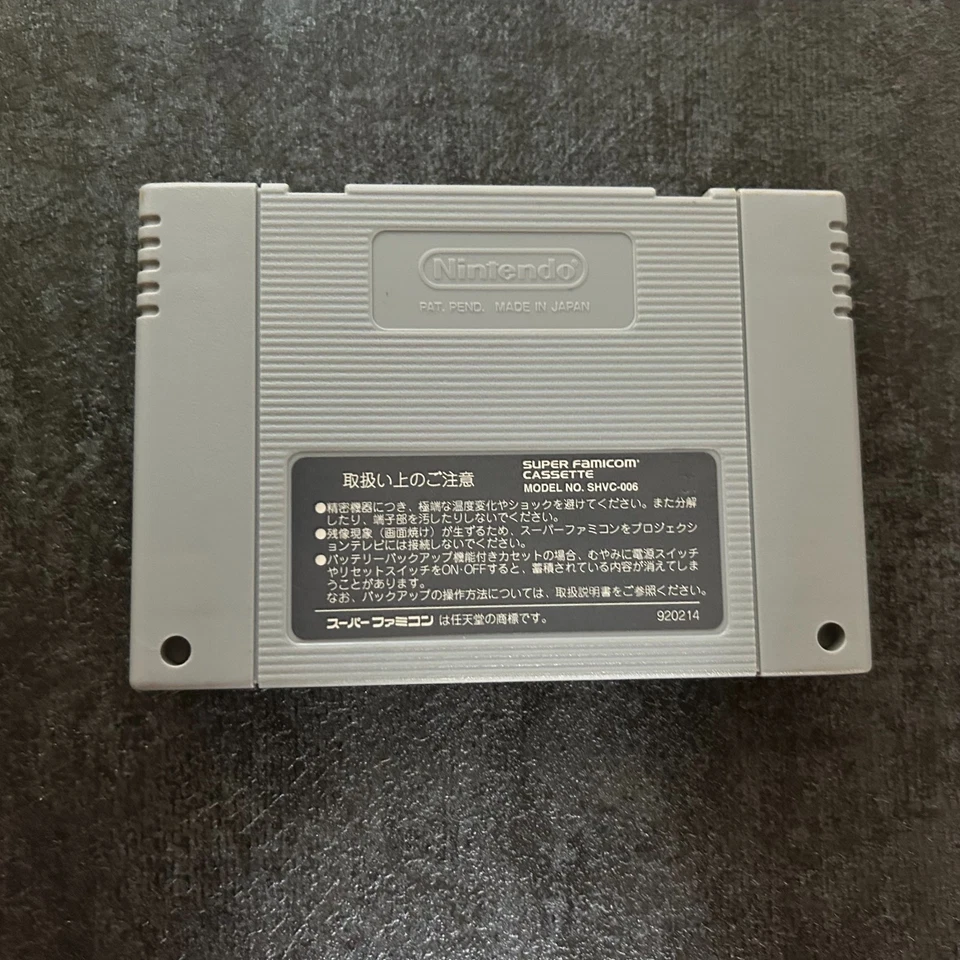 Nintendo
PAT. PEND. MADE IN JAPAN
取扱い上のご注意
SUPER FAMICOM
CASSETTE
MODEL NO. SHVC-006
●精密機器につき、極端な温度変化やショックを避けてください。また分解
したり、端子部を汚したりしないでください。
●残像現象（画面焼け）が生ずるため、スーパーファミコンをプロジェクシ
ョンテレビには接続しないでください。
●バッテリーバックアップ機能付きカセットの場合、むやみに電源スイッチ
やリセットスイッチをON・OFFすると、蓄積されている内容が消えてしま
うことがあります。
なお、バックアップの操作方法については、取扱説明書をご参照ください。
スーパーファミコンは任天堂の商標です。 920214